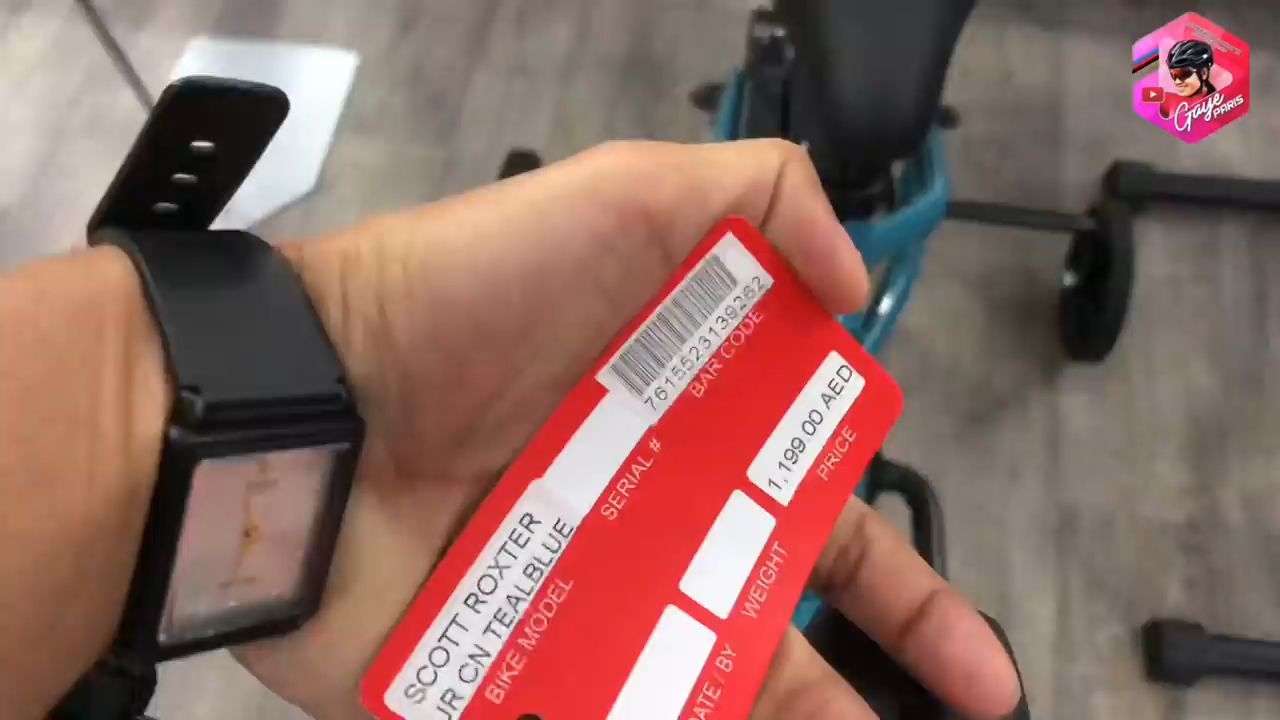 SCOTT ROXTER
JR CN TEALBLUE
BIKE MODEL
SERIAL #
7615523139262
BAR CODE
1,199.00 AED
PRICE
WEIGHT
DATE / BY
Gaye
PARIS